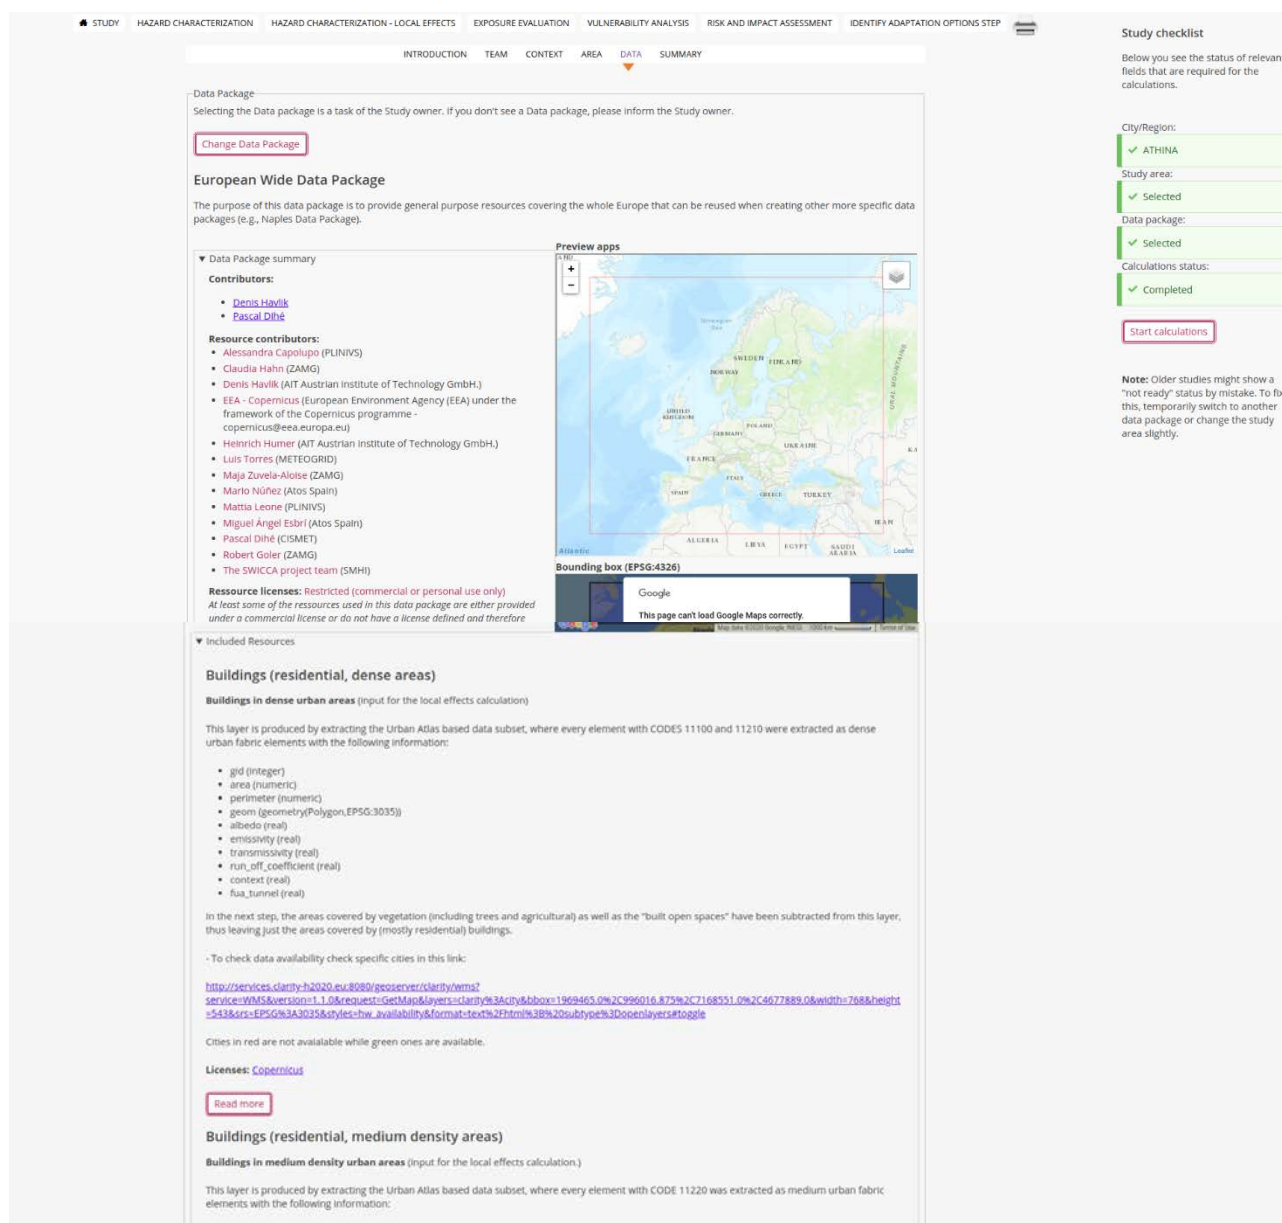 STUDY HAZARD CHARACTERIZATION HAZARD CHARACTERIZATION - LOCAL EFFECTS EXPOSURE EVALUATION VULNERABILITY ANALYSIS RISK AND IMPACT ASSESSMENT IDENTIFY ADAPTATION OPTIONS STEP
INTRODUCTION TEAM CONTEXT AREA DATA SUMMARY
Data Package
Selecting the Data package is a task of the Study owner. If you don't see a Data package, please inform the Study owner.
Change Data Package
European Wide Data Package
The purpose of this data package is to provide general purpose resources covering the whole Europe that can be reused when creating other more specific data
packages (e.g., Naples Data Package).
▼ Data Package summary
Contributors:
• Denis Havlik
• Pascal Dihé
Resource contributors:
• Alessandra Capolupo (PLINIVS)
• Claudia Hahn (ZAMG)
• Denis Havlik (AIT Austrian Institute of Technology GmbH.)
• EEA - Copernicus (European Environment Agency (EEA) under the
framework of the Copernicus programme -
copernicus@eea.europa.eu)
• Heinrich Humer (AIT Austrian Institute of Technology GmbH.)
• Luis Torres (METEOGRID)
• Maja Zuvela-Aloise (ZAMG)
• Mario Núñez (Atos Spain)
• Mattia Leone (PLINIVS)
• Miguel Ángel Esbrí (Atos Spain)
• Pascal Dihé (CISMET)
• Robert Goler (ZAMG)
• The SWICCA project team (SMHI)
Ressource licenses: Restricted (commercial or personal use only)
At least some of the ressources used in this data package are either provided
under a commercial license or do not have a license defined and therefore
Preview apps
+
−
Norwegian
Sea
SWEDEN FINLAND
NORWAY
URAL MOUNTAINS
UNITED
KINGDOM
POLAND
GERMANY
UKRAINE
FRANCE
ITALY
SPAIN GREECE TURKEY
IRAN
ALGERIA LIBYA EGYPT SAUDI
ARABIA
Atlantic
Leaflet
Bounding box (EPSG:4326)
Google
This page can't load Google Maps correctly.
Map data ©2020 Google, INEGI Terms of Use
▼ Included Resources
Buildings (residential, dense areas)
Buildings in dense urban areas (input for the local effects calculation)
This layer is produced by extracting the Urban Atlas based data subset, where every element with CODES 11100 and 11210 were extracted as dense
urban fabric elements with the following information:
• gid (integer)
• area (numeric)
• perimeter (numeric)
• geom (geometry(Polygon,EPSG:3035))
• albedo (real)
• emissivity (real)
• transmissivity (real)
• run_off_coefficient (real)
• context (real)
• fua_tunnel (real)
In the next step, the areas covered by vegetation (including trees and agricultural) as well as the "built open spaces" have been subtracted from this layer,
thus leaving just the areas covered by (mostly residential) buildings.
- To check data availability check specific cities in this link:
http://services.clarity-h2020.eu:8080/geoserver/clarity/wms?
service=WMS&version=1.1.0&request=GetMap&layers=clarity%3Acity&bbox=1969465.0%2C996016.875%2C7168551.0%2C4677889.0&width=768&height
=543&srs=EPSG%3A3035&styles=hw_availability&format=text%2Fhtml%3B%20subtype%3Dopenlayers#toggle
Cities in red are not avalalable while green ones are available.
Licenses: Copernicus
Read more
Buildings (residential, medium density areas)
Buildings in medium density urban areas (input for the local effects calculation.)
This layer is produced by extracting the Urban Atlas based data subset, where every element with CODE 11220 was extracted as medium urban fabric
elements with the following information:
Study checklist
Below you see the status of relevan
fields that are required for the
calculations.
City/Region:
✓ ATHINA
Study area:
✓ Selected
Data package:
✓ Selected
Calculations status:
✓ Completed
Start calculations
Note: Older studies might show a
"not ready" status by mistake. To fix
this, temporarily switch to another
data package or change the study
area slightly.